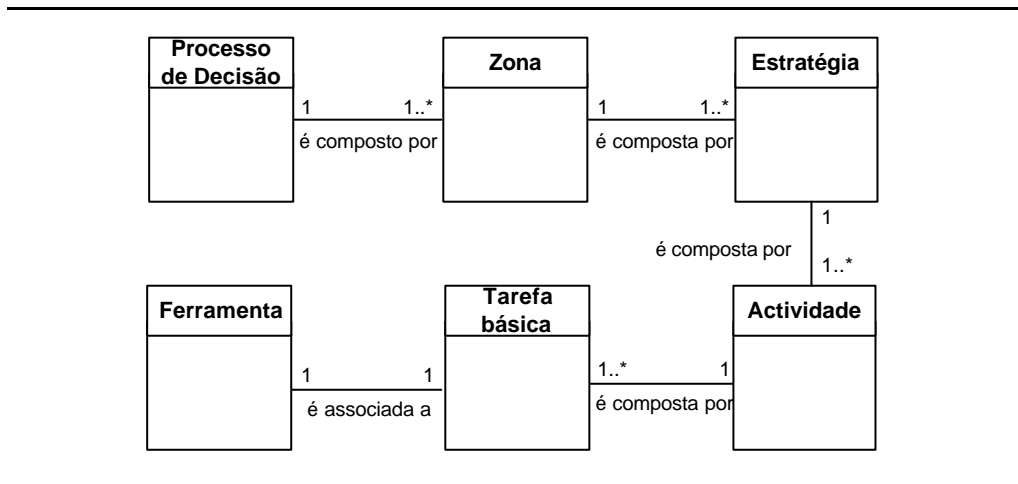 Processo
de Decisão
Zona
Estratégia
1 1..*
é composto por
1 1..*
é composta por
1
é composta por
1..*
Ferramenta
Tarefa
básica
Actividade
1 1
é associada a
1..* 1
é composta por